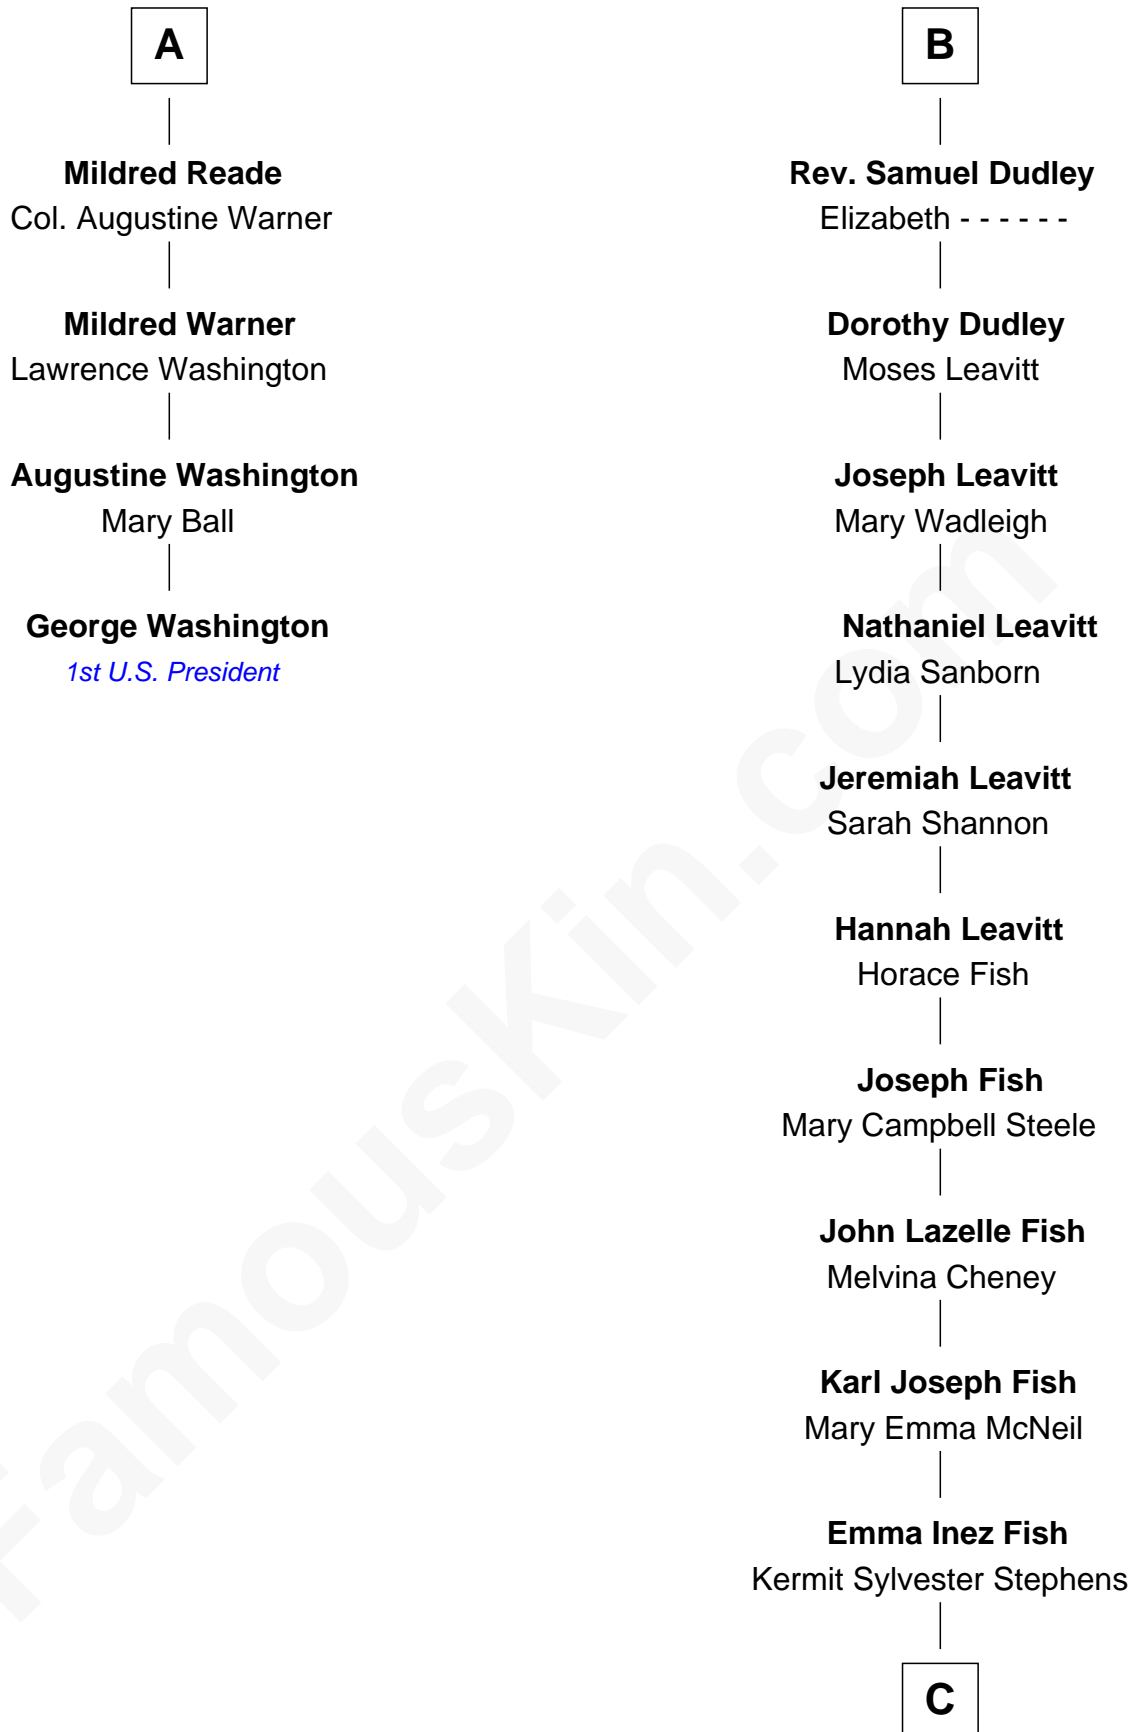 A
Mildred Reade
Col. Augustine Warner
Mildred Warner
Lawrence Washington
Augustine Washington
Mary Ball
George Washington
1st U.S. President
B
Rev. Samuel Dudley
Elizabeth - - - - - -
Dorothy Dudley
Moses Leavitt
Joseph Leavitt
Mary Wadleigh
Nathaniel Leavitt
Lydia Sanborn
Jeremiah Leavitt
Sarah Shannon
Hannah Leavitt
Horace Fish
Joseph Fish
Mary Campbell Steele
John Lazelle Fish
Melvina Cheney
Karl Joseph Fish
Mary Emma McNeil
Emma Inez Fish
Kermit Sylvester Stephens
C
FamousKin.com